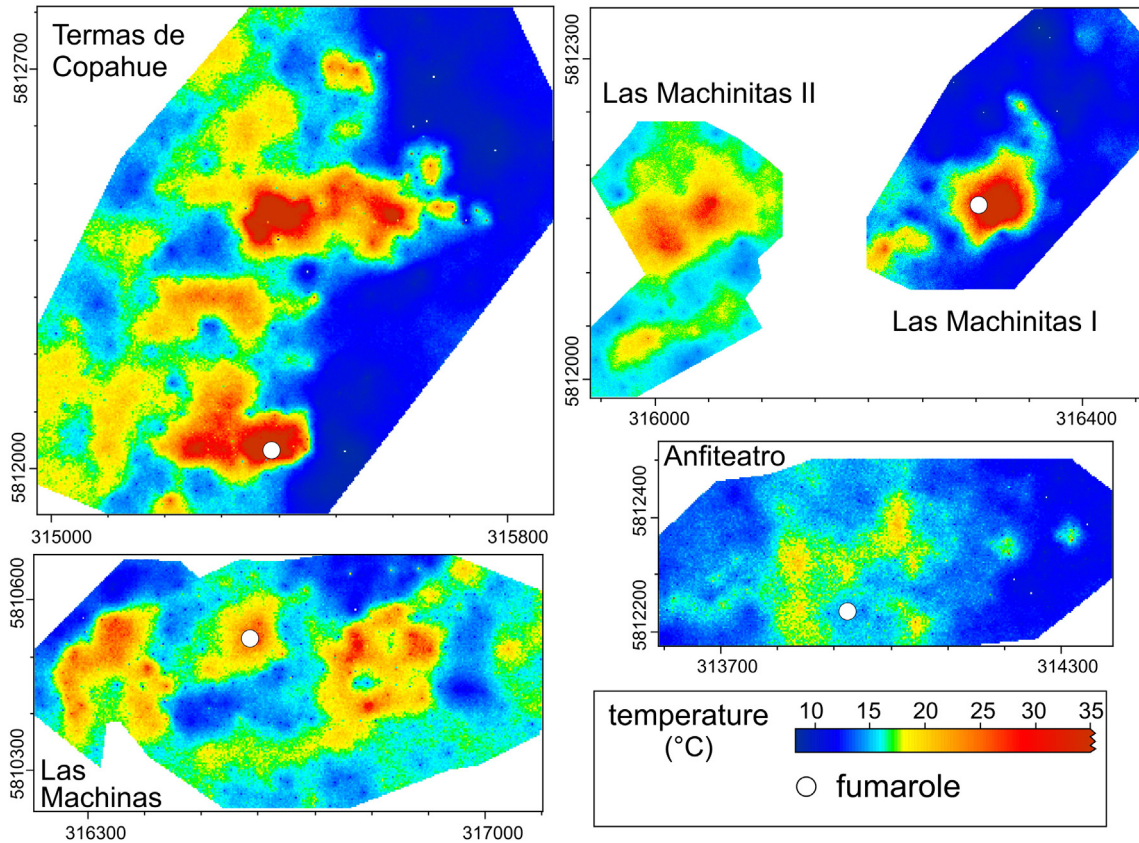 Termas de
Copahue
5812700
5812000
315000
315800
Las Machinitas II
Las Machinitas I
5812300
5812000
316000
316400
Anfiteatro
5812400
5812200
313700
314300
Las
Machinas
5810600
5810300
316300
317000
temperature
(°C)
10 15 20 25 30 35
fumarole